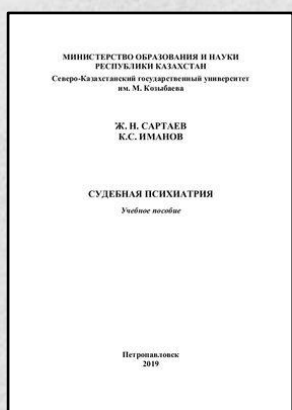 МИНИСТЕРСТВО ОБРАЗОВАНИЯ И НАУКИ
РЕСПУБЛИКИ КАЗАХСТАН
Северо-Казахстанский государственный университет
им. М. Козыбаева
Ж. Н. САРТАЕВ
К.С. ИМАНОВ
СУДЕБНАЯ ПСИХИАТРИЯ
Учебное пособие
Петропавловск
2019